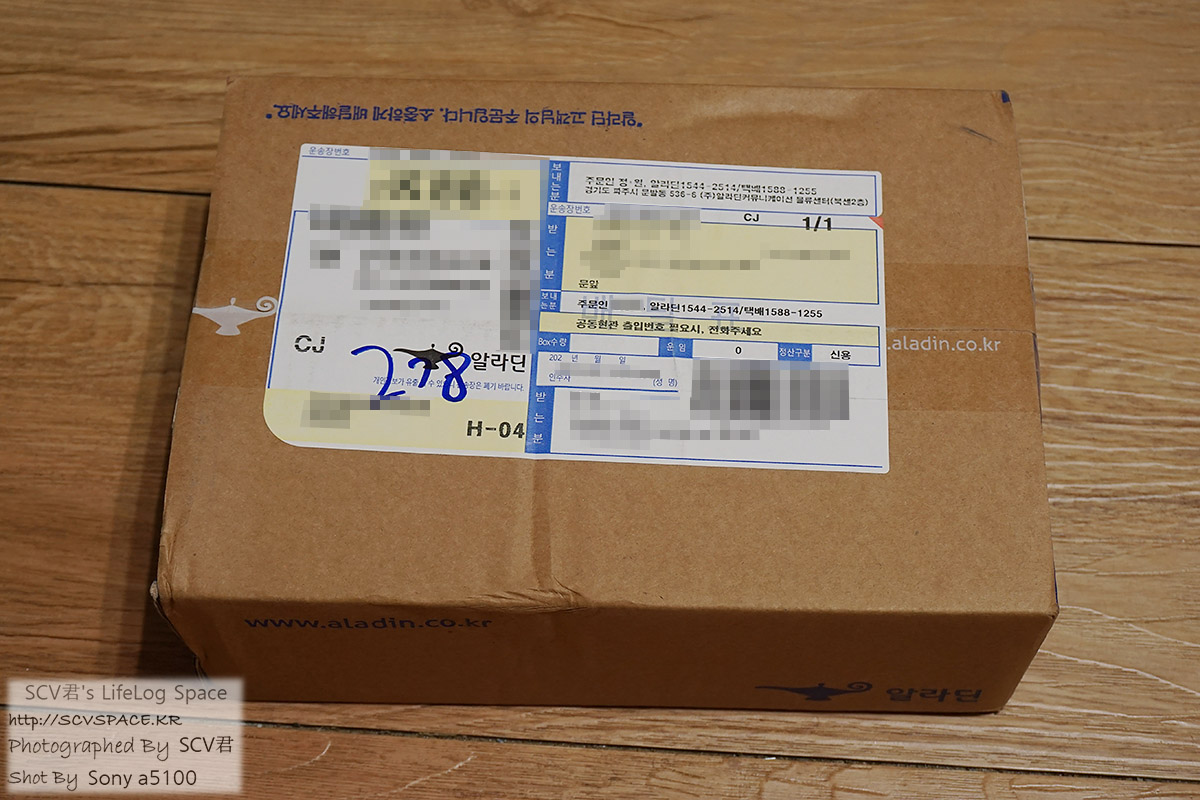 "알라딘 고객님의 주문입니다. 소중하게 배달해주세요."
운송장번호
보내는분
주문인 정·월, 알라딘1544-2514/택배1588-1255
경기도 파주시 문발동 536-6 (주)알라딘커뮤니케이션 물류센터(북센2층)
운송장번호
CJ 1/1
받는분
문앞
보내는분
주문인 , 알라딘1544-2514/택배1588-1255
공동현관 출입번호 필요시, 전화주세요
Box수량 운임 0 정산구분 신용
202 년 월 일
인수자 (성 명)
받는분
CJ
278
알라딘
H-04
aladin.co.kr
www.aladin.co.kr
알라딘
SCV君's LifeLog Space
http://SCVSPACE.KR
Photographed By SCV君
Shot By Sony a5100